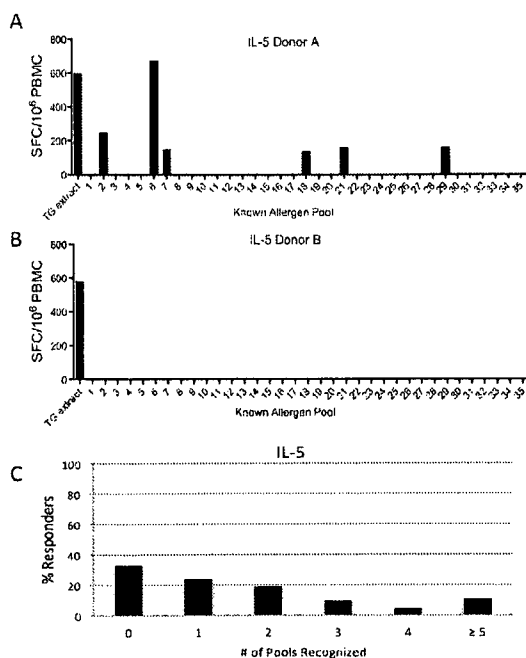 A
IL-5 Donor A
SFC/10⁶ PBMC
800
600
400
200
0
TG extract 1 2 3 4 5 6 7 8 9 10 11 12 13 14 15 16 17 18 19 20 21 22 23 24 25 26 27 28 29 30 31 32 33 34 35
Known Allergen Pool
B
IL-5 Donor B
SFC/10⁶ PBMC
800
600
400
200
0
TG extract 1 2 3 4 5 6 7 8 9 10 11 12 13 14 15 16 17 18 19 20 21 22 23 24 25 26 27 28 29 30 31 32 33 34 35
Known Allergen Pool
C
IL-5
% Responders
100
80
60
40
20
0
0 1 2 3 4 ≥ 5
# of Pools Recognized